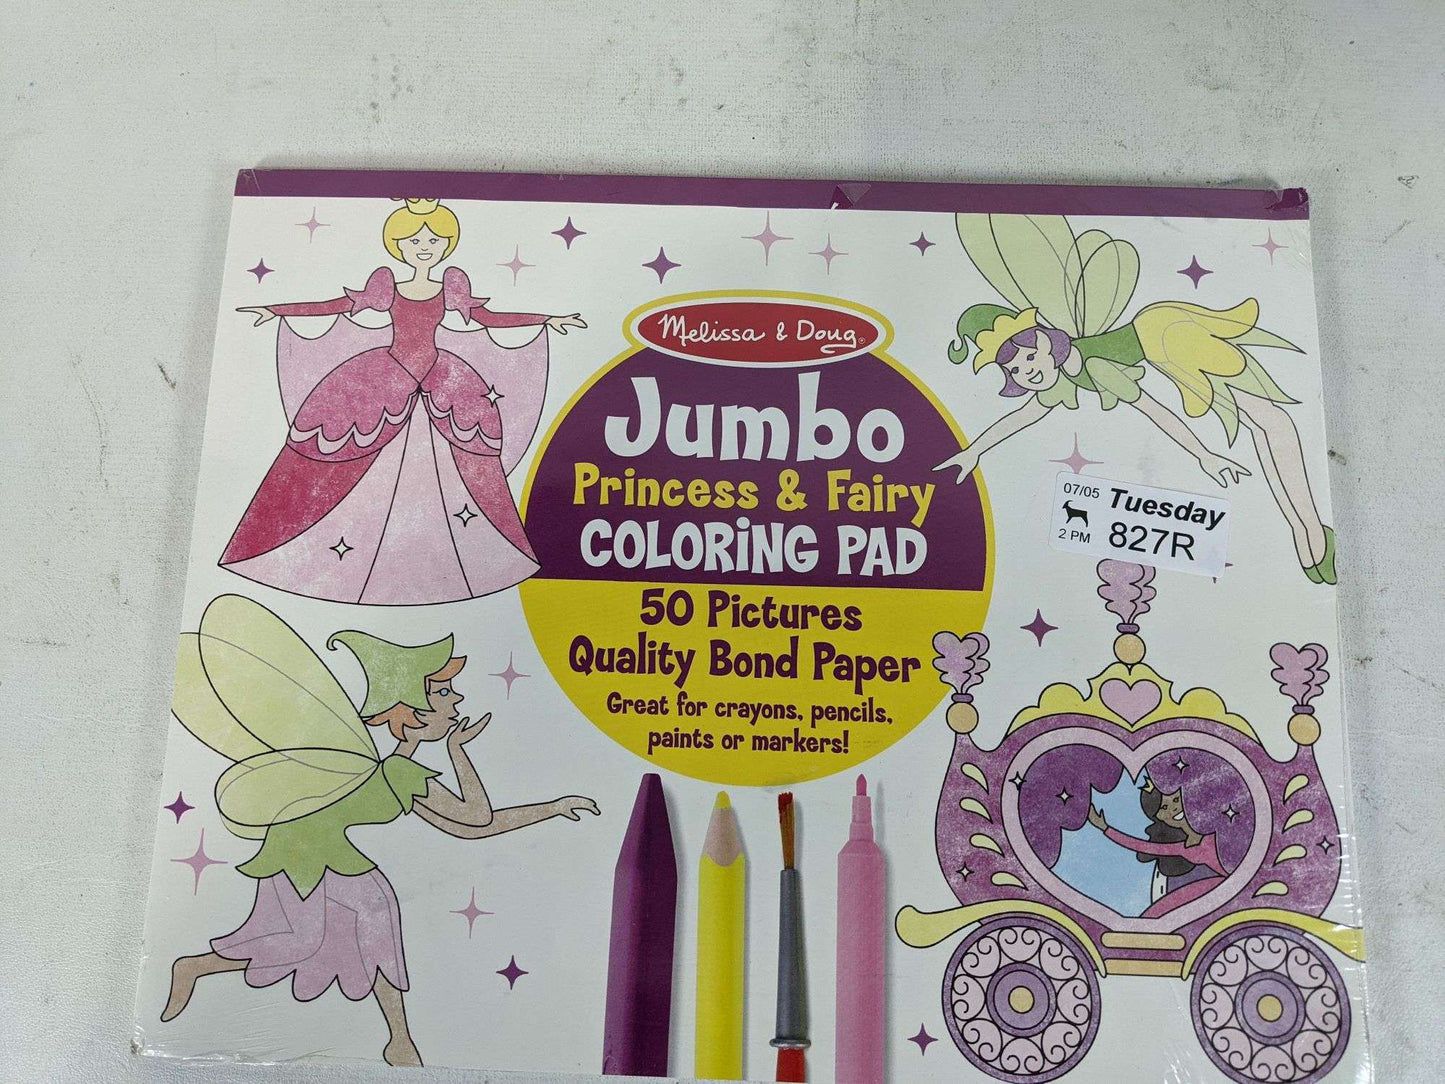 Melissa & Doug®
Jumbo
Princess & Fairy
COLORiNG PAD
50 Pictures
Quality Bond Paper
Great for crayons, pencils,
paints or markers!
07/05 Tuesday
2 PM 827R